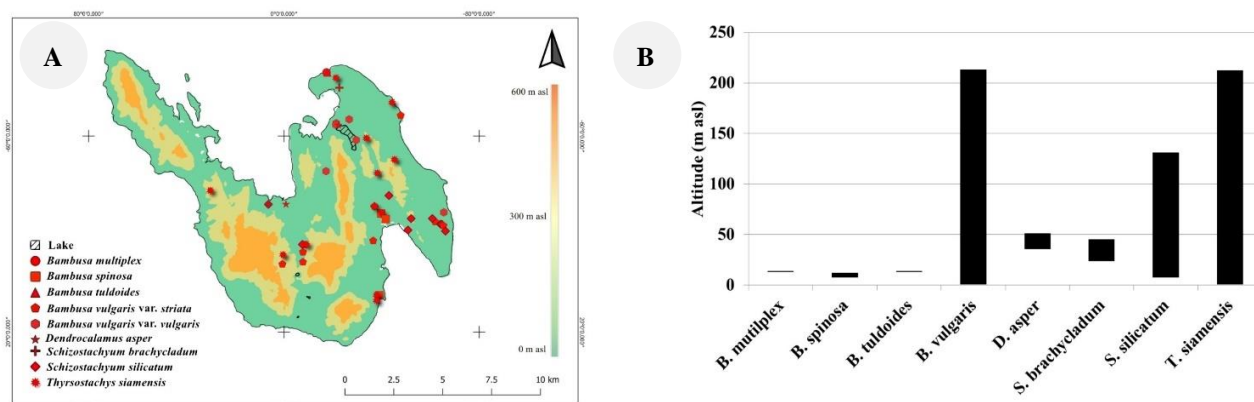 A
600 m asl
300 m asl
0 m asl
Lake
Bambusa multiplex
Bambusa spinosa
Bambusa tuldoides
Bambusa vulgaris var. striata
Bambusa vulgaris var. vulgaris
Dendrocalamus asper
Schizostachyum brachycladum
Schizostachyum silicatum
Thyrsostachys siamensis
0 2.5 5 7.5 10 km
B
Altitude (m asl)
250
200
150
100
50
0
B. mutilplex
B. spinosa
B. tuldoides
B. vulgaris
D. asper
S. brachycladum
S. silicatum
T. siamensis